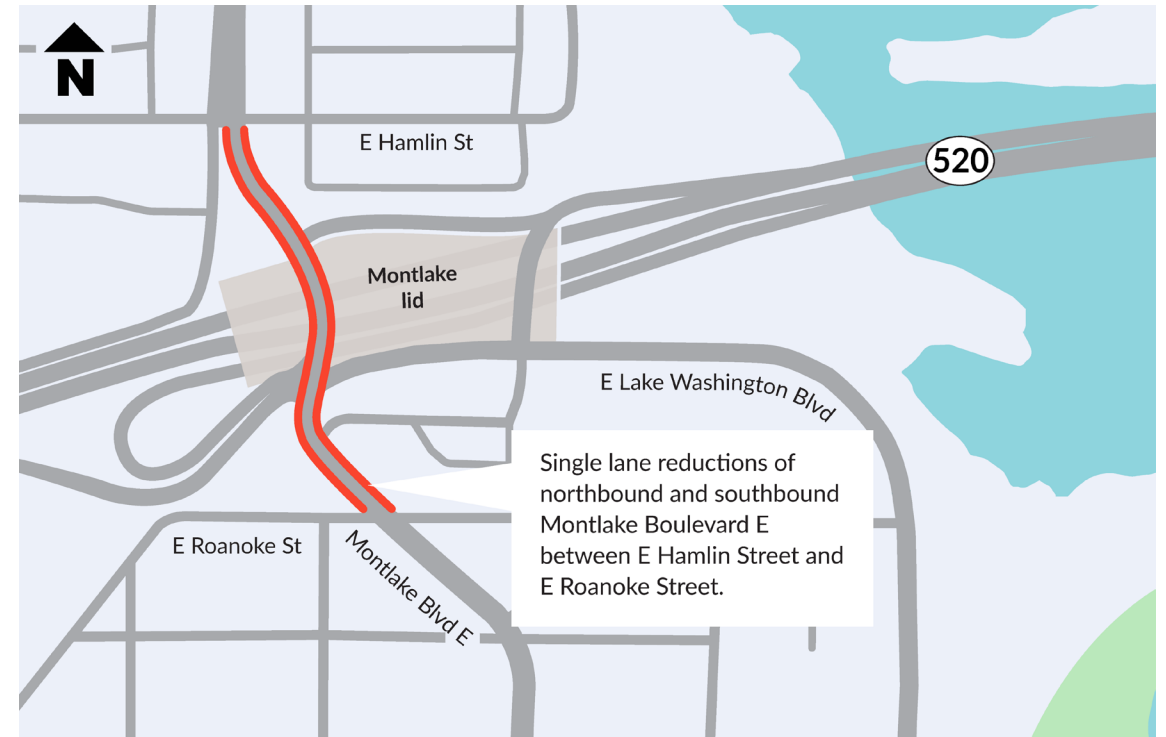 N
E Hamlin St
520
Montlake
lid
E Lake Washington Blvd
Single lane reductions of
northbound and southbound
Montlake Boulevard E
between E Hamlin Street and
E Roanoke Street.
E Roanoke St
Montlake Blvd E